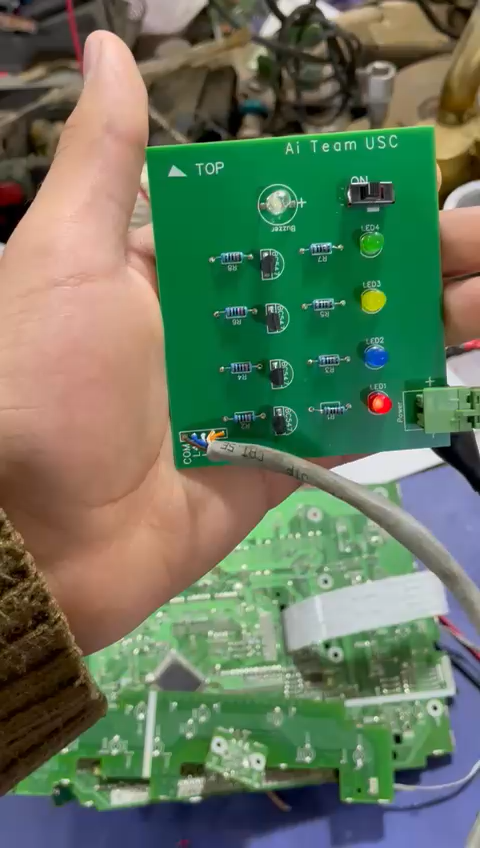 Ai Team USC
TOP
ON
Buzzer
LED4
R8
R7
LED3
R6
R5
LED2
R4
R3
LED1
R2
R1
Power
COM